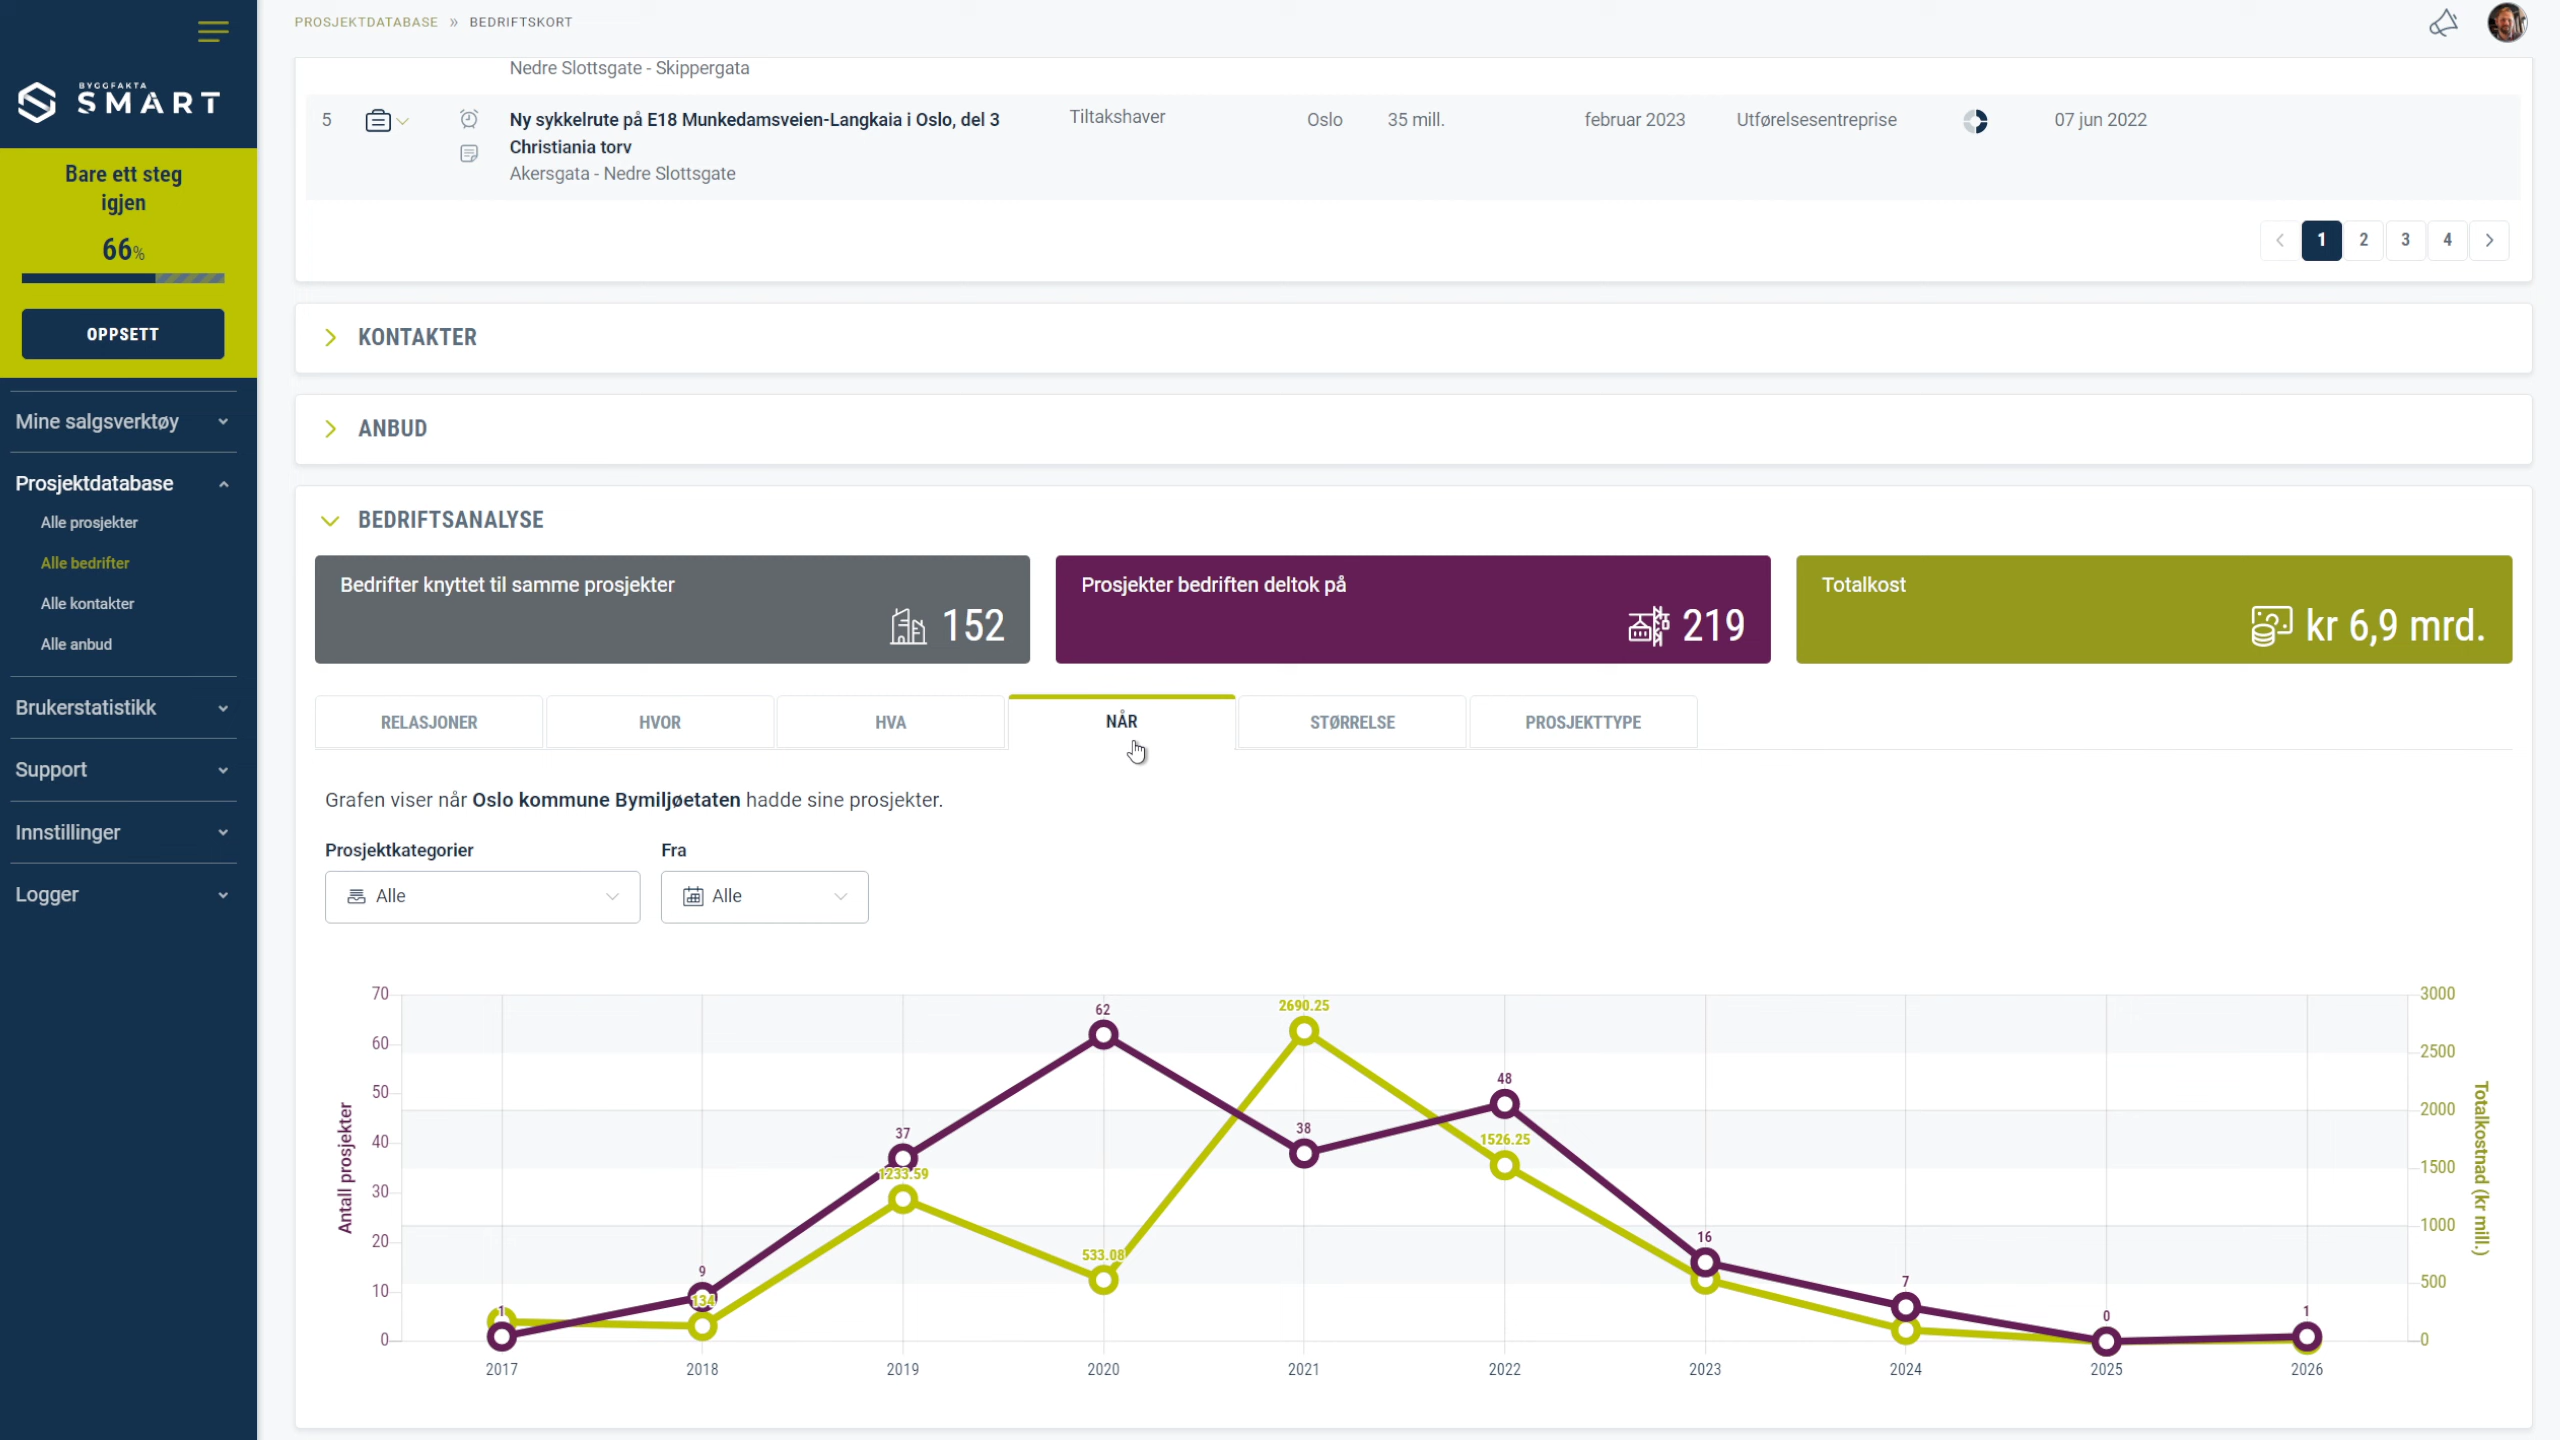 PROSJEKTDATABASE » BEDRIFTSKORT
BYGGFAKTA
SMART
Bare ett steg
igjen
66%
OPPSETT
Mine salgsverktøy
Prosjektdatabase
Alle prosjekter
Alle bedrifter
Alle kontakter
Alle anbud
Brukerstatistikk
Support
Innstillinger
Logger
Nedre Slottsgate - Skippergata
5 Ny sykkelrute på E18 Munkedamsveien-Langkaia i Oslo, del 3 Tiltakshaver Oslo 35 mill. februar 2023 Utførelsesentreprise 07 jun 2022
Christiania torv
Akersgata - Nedre Slottsgate
1 2 3 4
KONTAKTER
ANBUD
BEDRIFTSANALYSE
Bedrifter knyttet til samme prosjekter
152
Prosjekter bedriften deltok på
219
Totalkost
kr 6,9 mrd.
RELASJONER HVOR HVA NÅR STØRRELSE PROSJEKTTYPE
Grafen viser når Oslo kommune Bymiljøetaten hadde sine prosjekter.
Prosjektkategorier Fra
Alle Alle
Antall prosjekter
70
60
50
40
30
20
10
0
1
9
134
37
1233.59
62
533.08
2690.25
38
48
1526.25
16
7
0
1
3000
2500
2000
1500
1000
500
0
Totalkostnad (kr mill.)
2017 2018 2019 2020 2021 2022 2023 2024 2025 2026